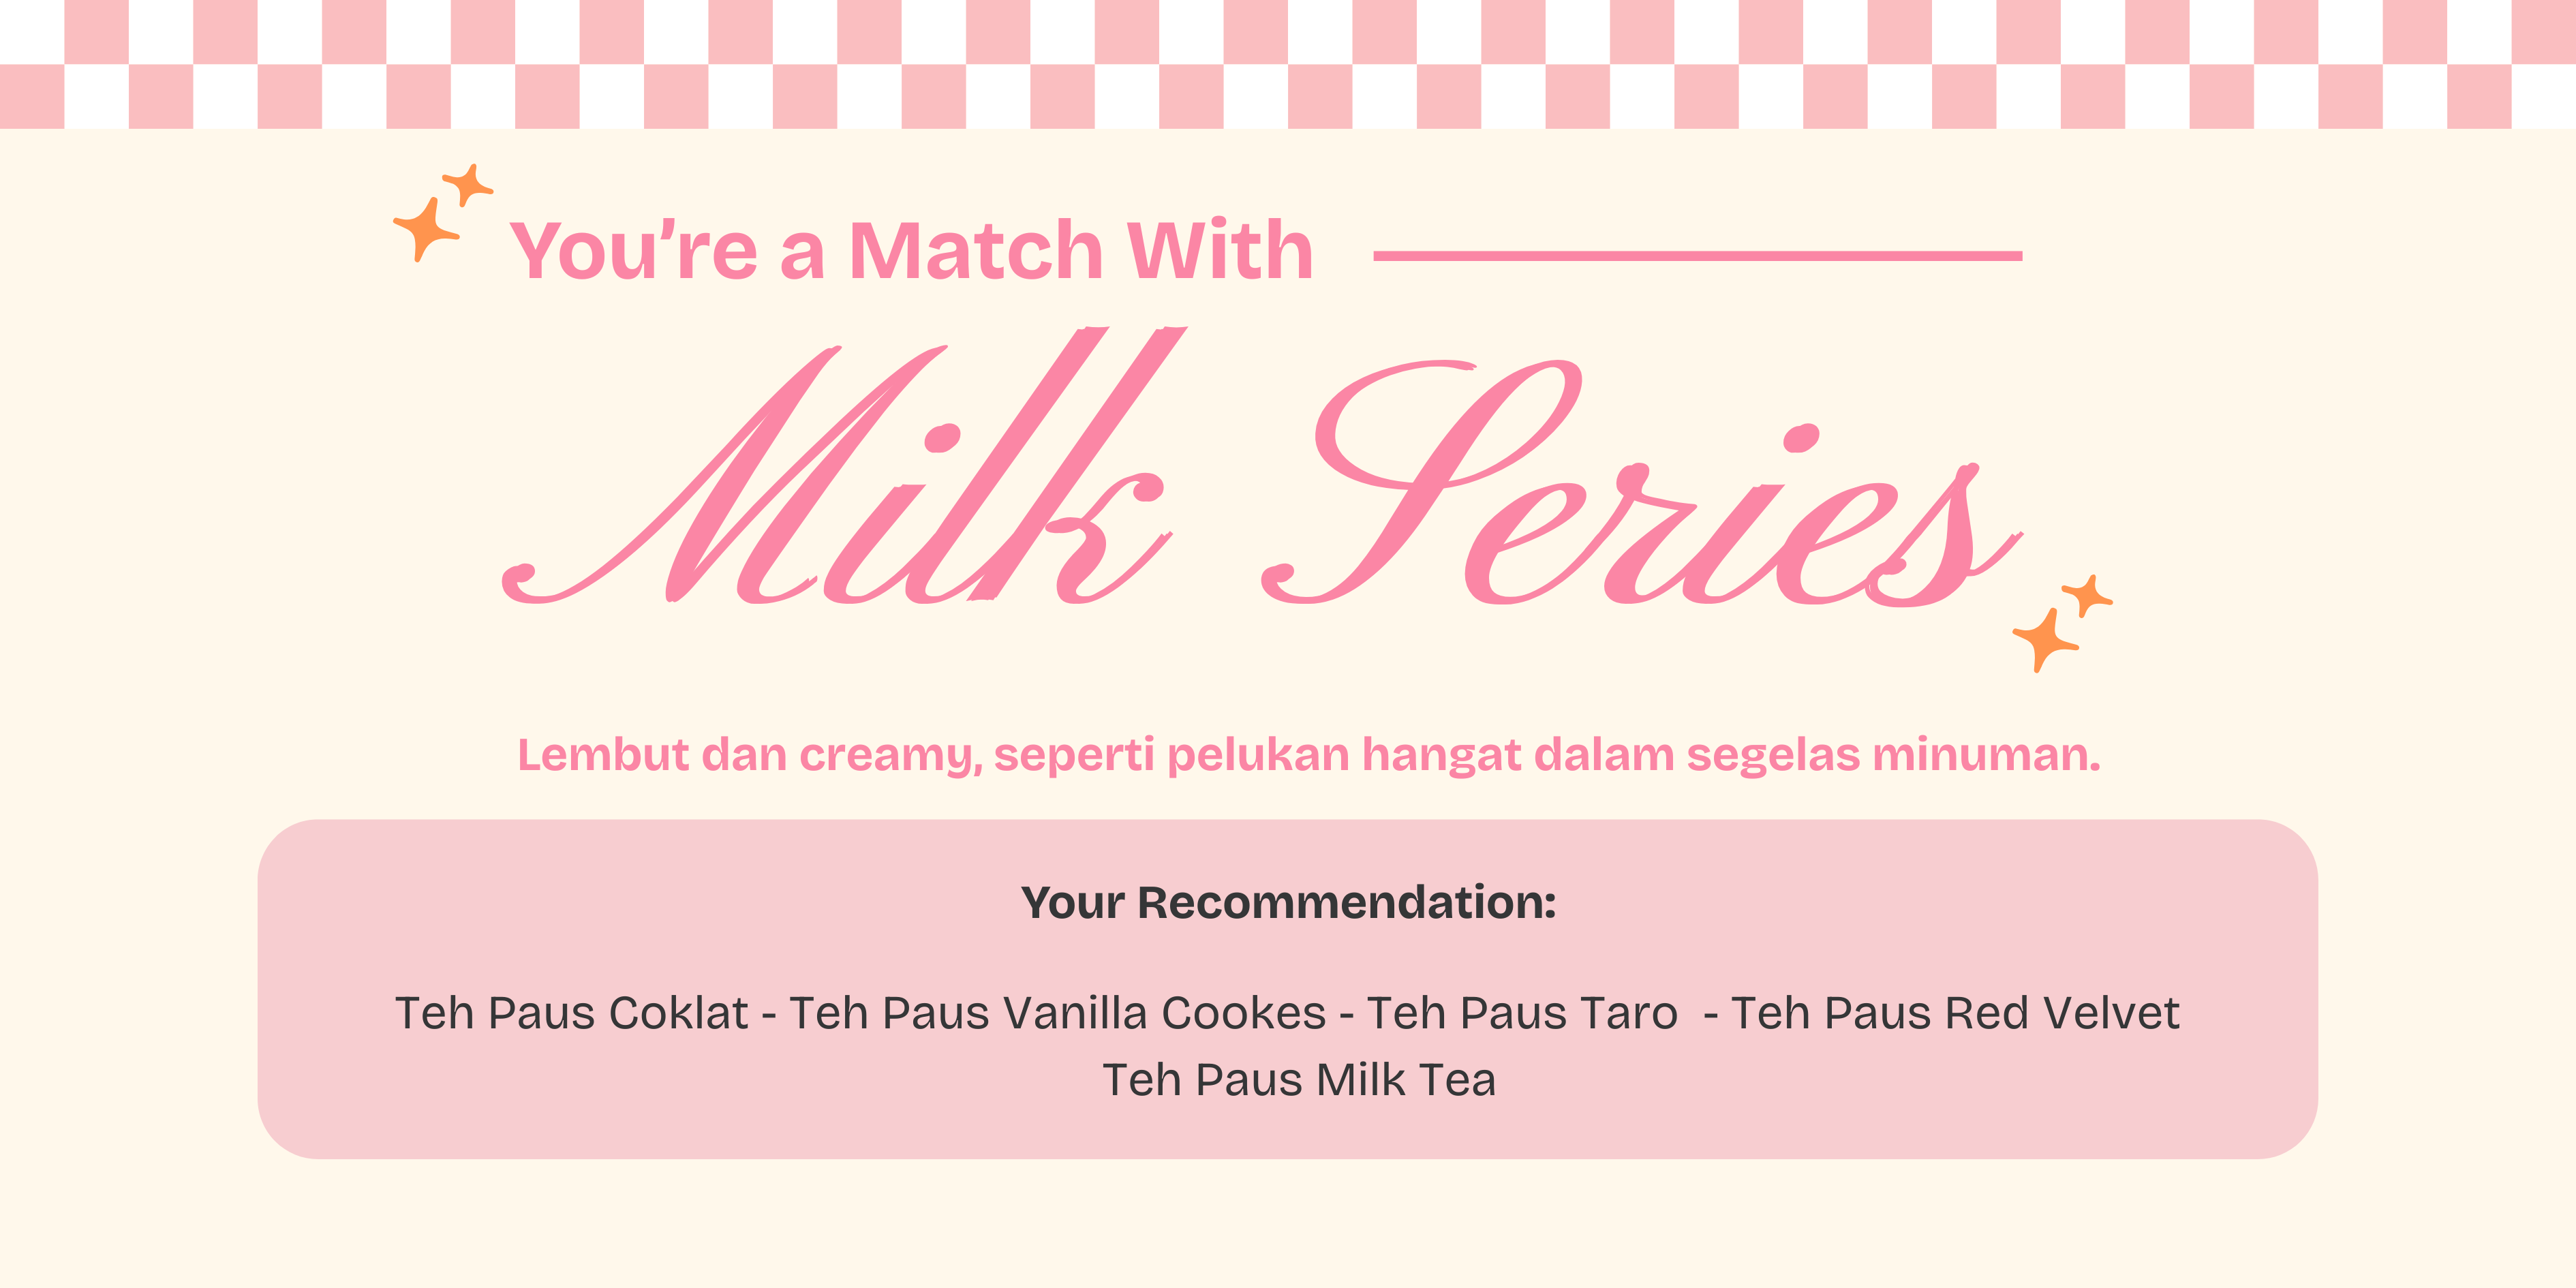 You’re a Match With
Milk Series
Lembut dan creamy, seperti pelukan hangat dalam segelas minuman.
Your Recommendation:
Teh Paus Coklat - Teh Paus Vanilla Cookes - Teh Paus Taro  - Teh Paus Red Velvet
Teh Paus Milk Tea